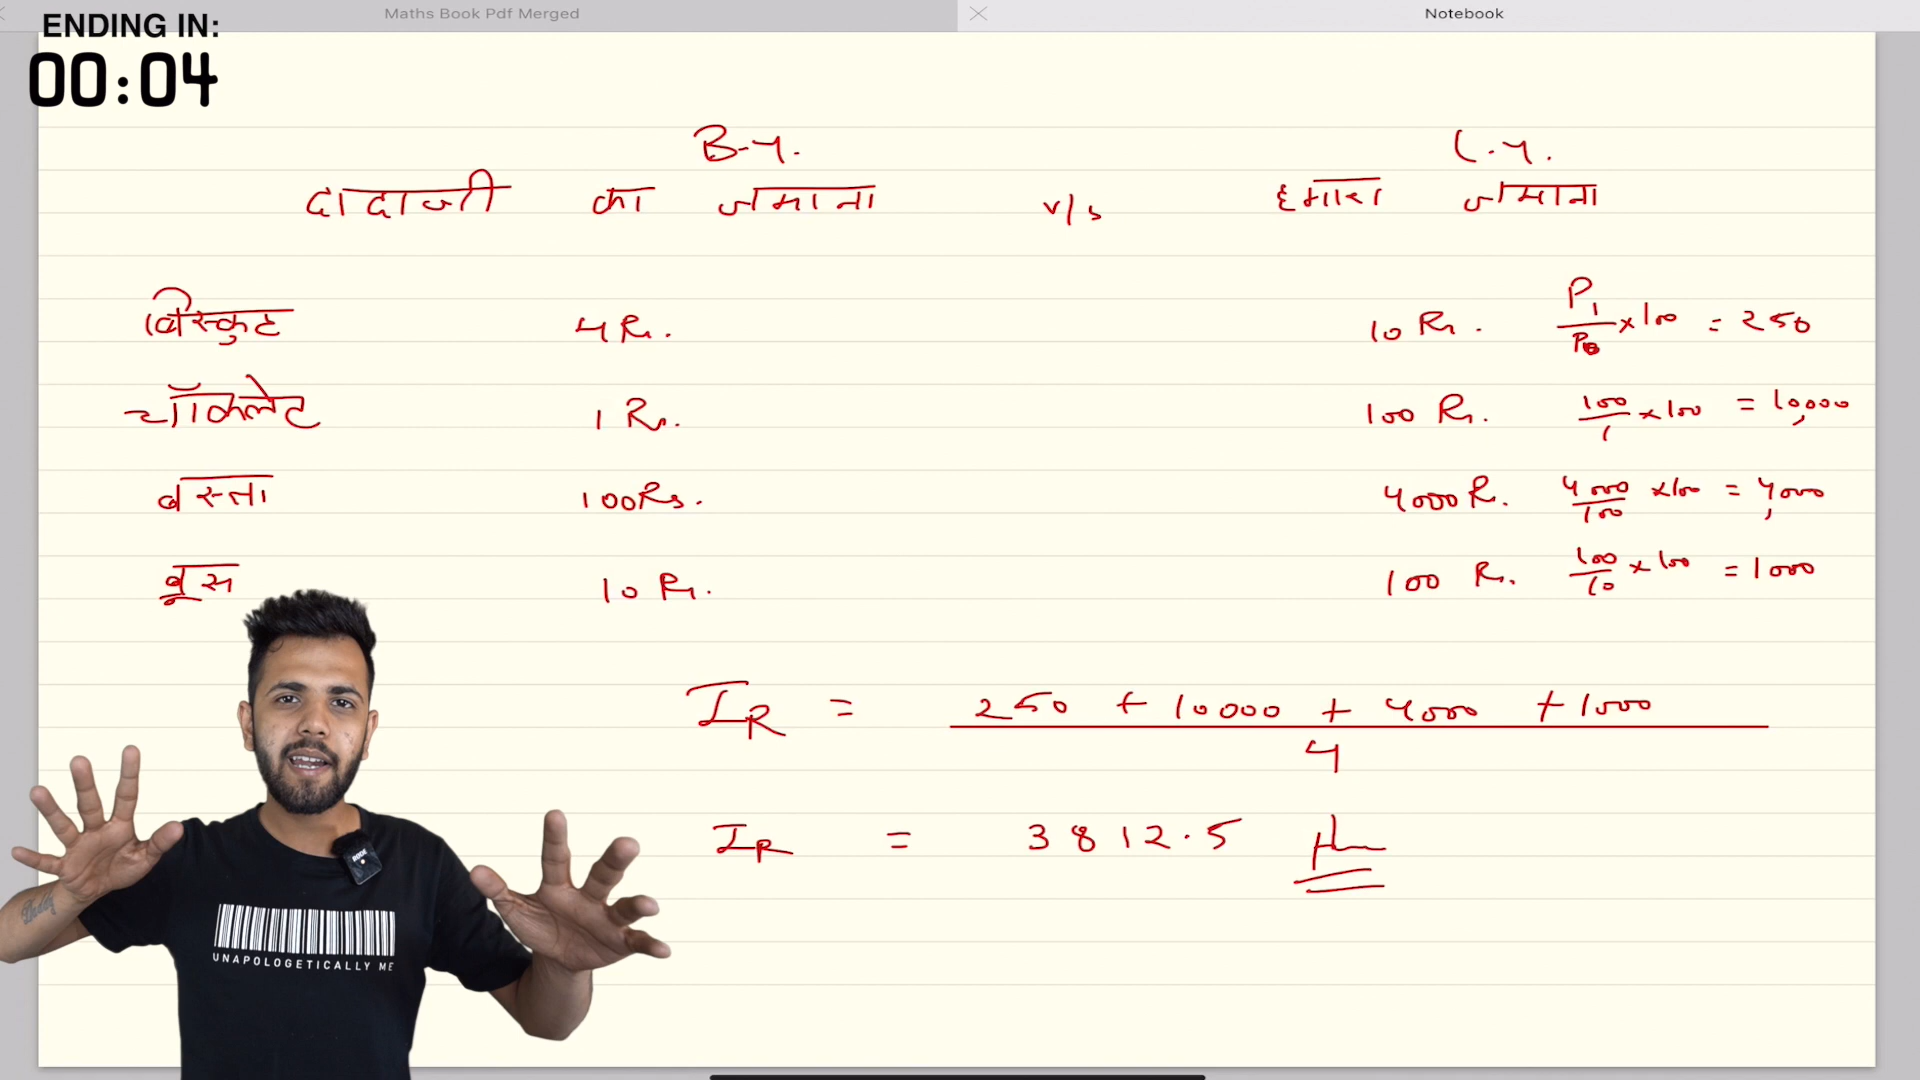 Maths Book Pdf Merged
Notebook
ENDING IN:
00:04
B.Y. C.Y.
दादाजी का जमाना v/s हमारा जमाना
बिस्कुट 4 Rs. 10 Rs. P1/P0 × 100 = 250
चॉकलेट 1 Rs. 100 Rs. 100/1 × 100 = 10,000
बस्ता 100 Rs. 4000 Rs. 4000/100 × 100 = 4,000
बूस 10 Rs. 100 Rs. 100/10 × 100 = 1000
IR = 250 + 10000 + 4000 + 1000
4
IR = 3812.5
RODE
UNAPOLOGETICALLY ME